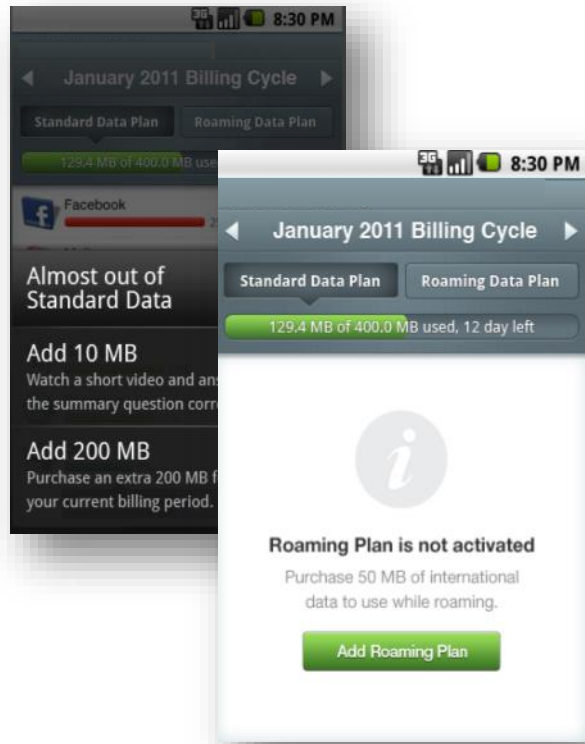 3G 8:30 PM
January 2011 Billing Cycle
Standard Data Plan Roaming Data Plan
129.4 MB of 400.0 MB use
Facebook
Almost out of
Standard Data
Add 10 MB
Watch a short video and an
the summary question corr
Add 200 MB
Purchase an extra 200 MB f
your current billing period.
3G 8:30 PM
January 2011 Billing Cycle
Standard Data Plan Roaming Data Plan
129.4 MB of 400.0 MB used, 12 day left
Roaming Plan is not activated
Purchase 50 MB of international
data to use while roaming.
Add Roaming Plan